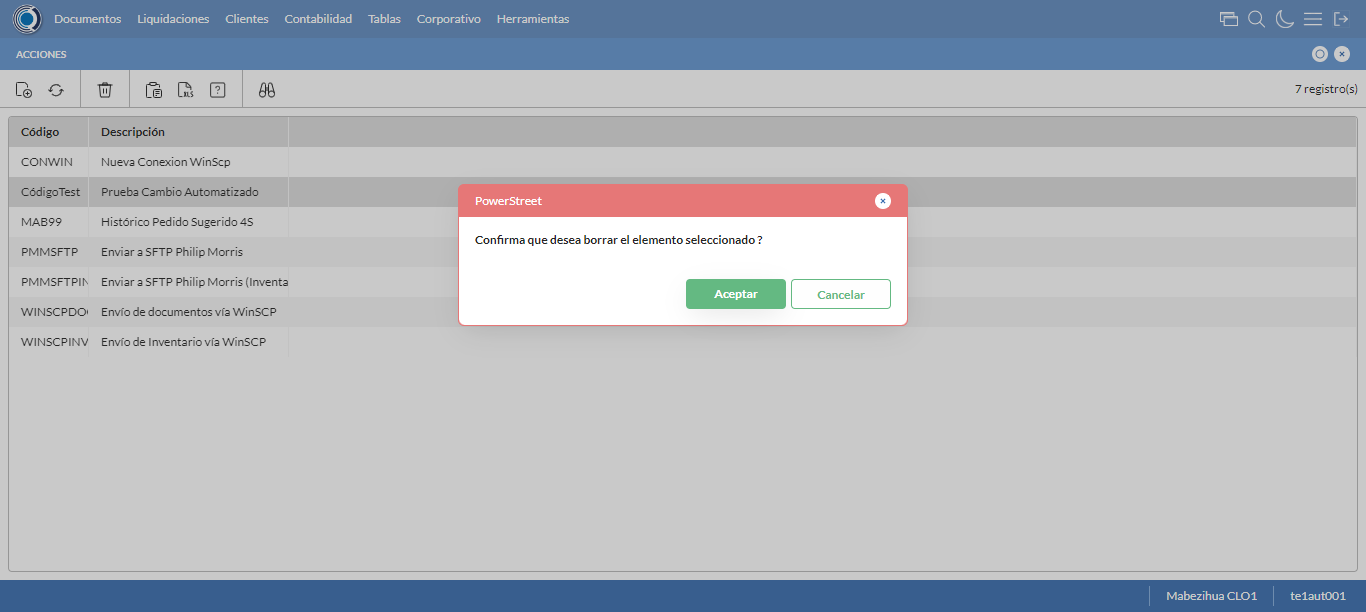 Documentos Liquidaciones Clientes Contabilidad Tablas Corporativo Herramientas
ACCIONES
XLS ? 7 registro(s)
Código Descripción
CONWIN Nueva Conexion WinScp
CódigoTest Prueba Cambio Automatizado
MAB99 Histórico Pedido Sugerido 4S
PMMSFTP Enviar a SFTP Philip Morris
PMMSFTPIN Enviar a SFTP Philip Morris (Inventa
WINSCPDO Envío de documentos vía WinSCP
WINSCPINV Envío de Inventario vía WinSCP
PowerStreet
Confirma que desea borrar el elemento seleccionado ?
Aceptar Cancelar
Mabezihua CLO1 te1aut001